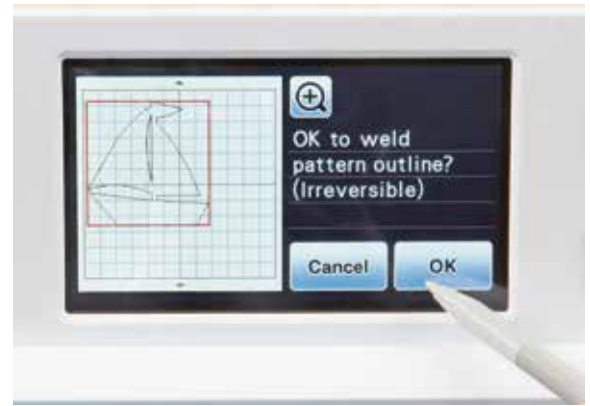 OK to weld
pattern outline?
(Irreversible)
Cancel
OK